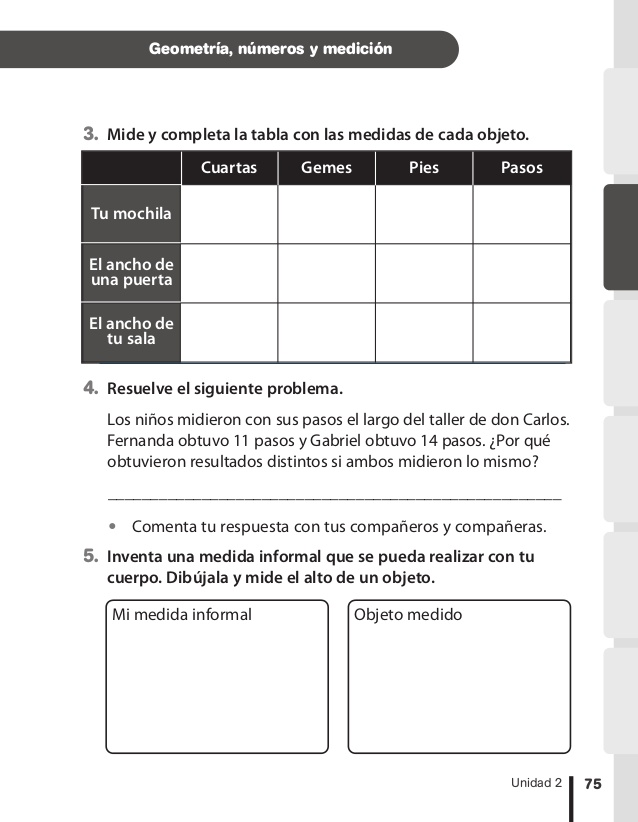 Geometría, números y medición
3. Mide y completa la tabla con las medidas de cada objeto.
Cuartas Gemes Pies Pasos
Tu mochila
El ancho de
una puerta
El ancho de
tu sala
4. Resuelve el siguiente problema.
Los niños midieron con sus pasos el largo del taller de don Carlos.
Fernanda obtuvo 11 pasos y Gabriel obtuvo 14 pasos. ¿Por qué
obtuvieron resultados distintos si ambos midieron lo mismo?
• Comenta tu respuesta con tus compañeros y compañeras.
5. Inventa una medida informal que se pueda realizar con tu
cuerpo. Dibújala y mide el alto de un objeto.
Mi medida informal Objeto medido
Unidad 2 75